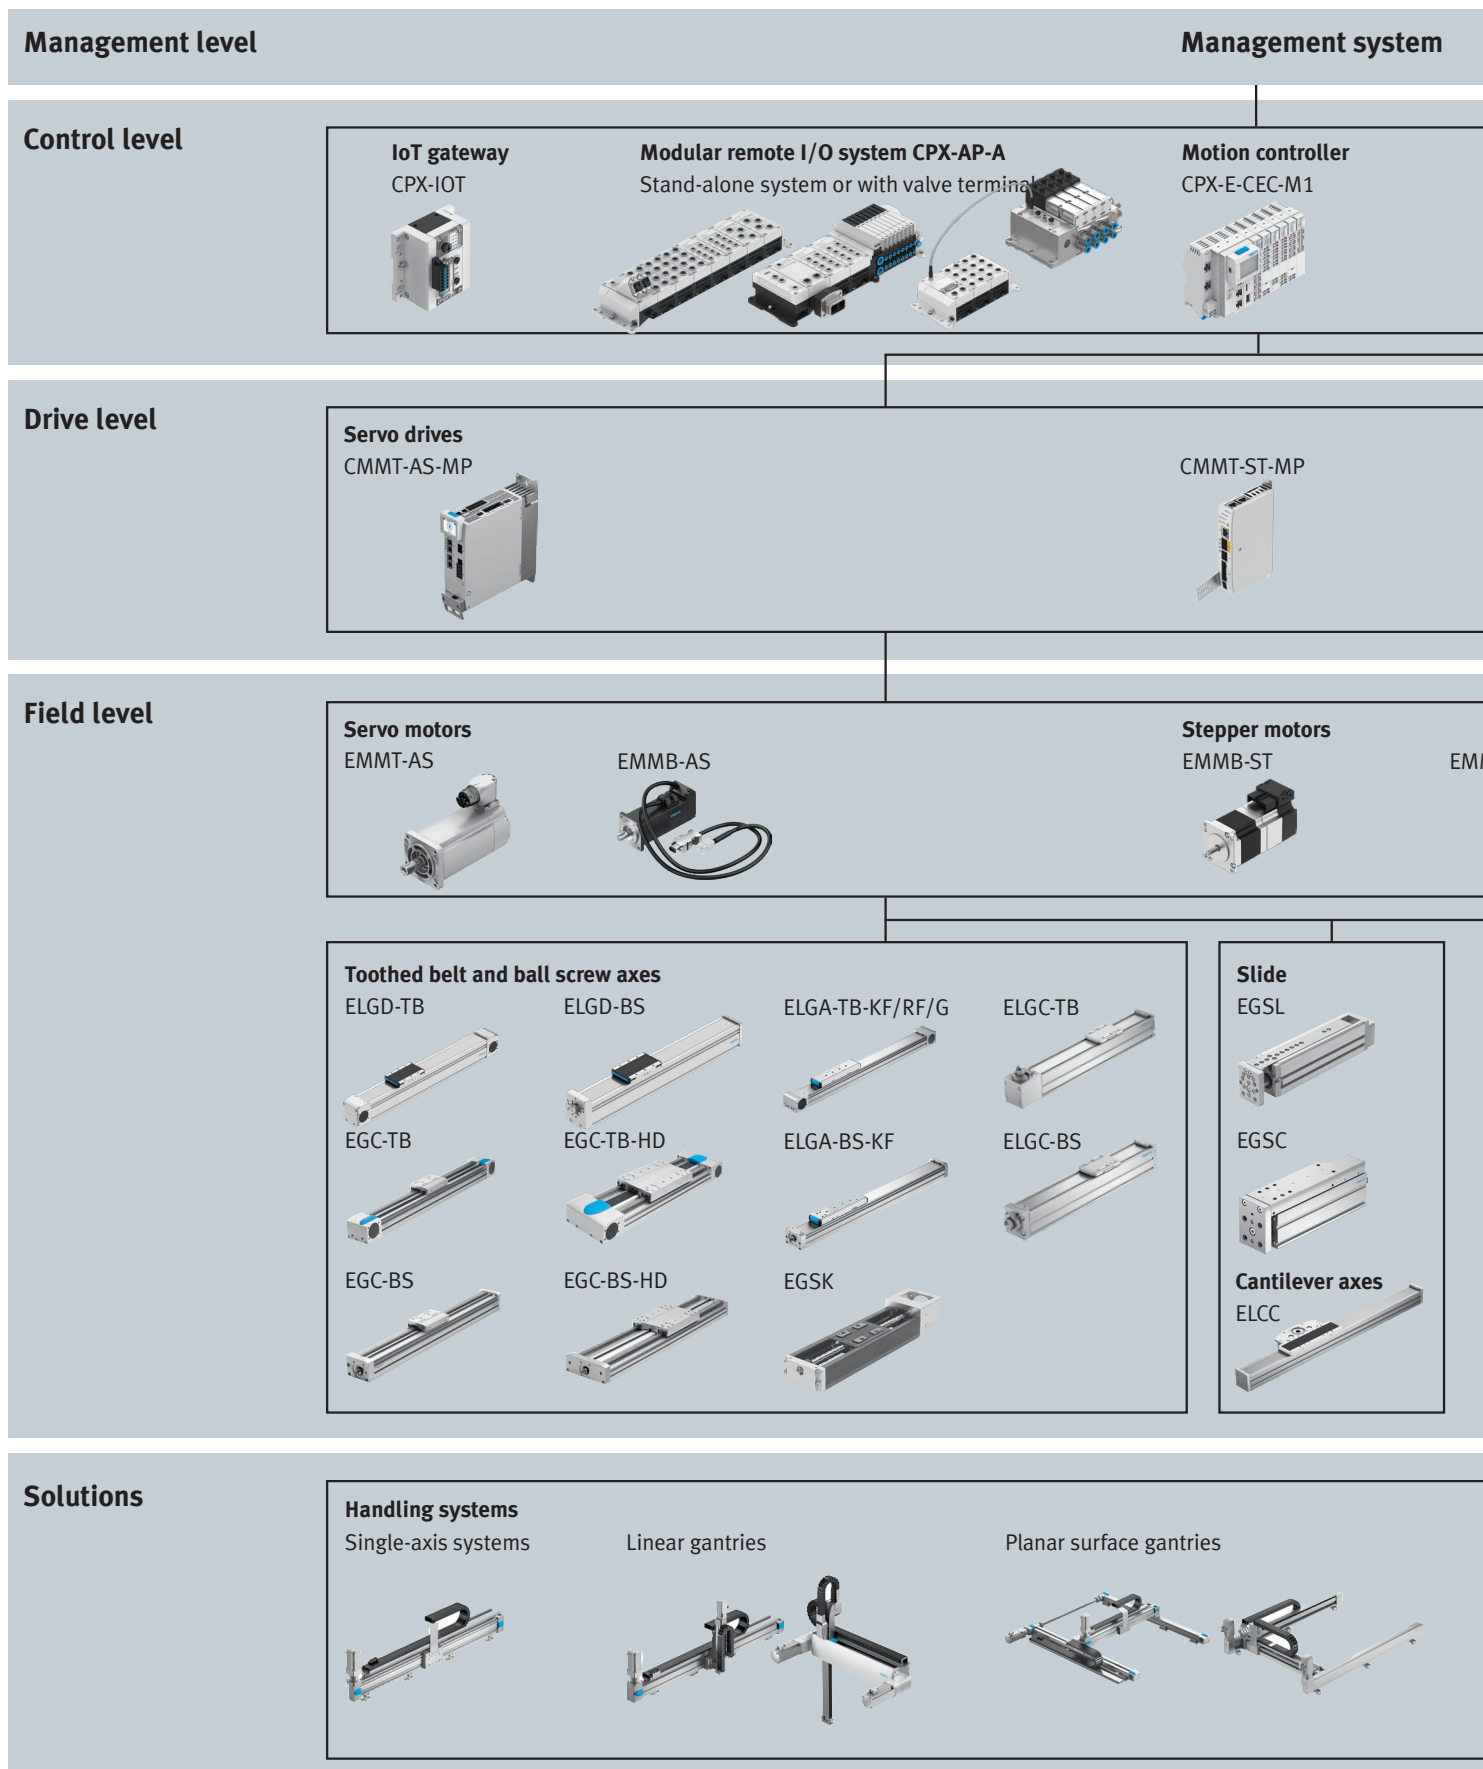 Management level
Management system
Control level
IoT gateway
CPX-IOT
Modular remote I/O system CPX-AP-A
Stand-alone system or with valve terminal
Motion controller
CPX-E-CEC-M1
Drive level
Servo drives
CMMT-AS-MP
CMMT-ST-MP
Field level
Servo motors
EMMT-AS
EMMB-AS
Stepper motors
EMMB-ST
Toothed belt and ball screw axes
ELGD-TB
ELGD-BS
ELGA-TB-KF/RF/G
ELGC-TB
EGC-TB
EGC-TB-HD
ELGA-BS-KF
ELGC-BS
EGC-BS
EGC-BS-HD
EGSK
Slide
EGSL
EGSC
Cantilever axes
ELCC
Solutions
Handling systems
Single-axis systems
Linear gantries
Planar surface gantries